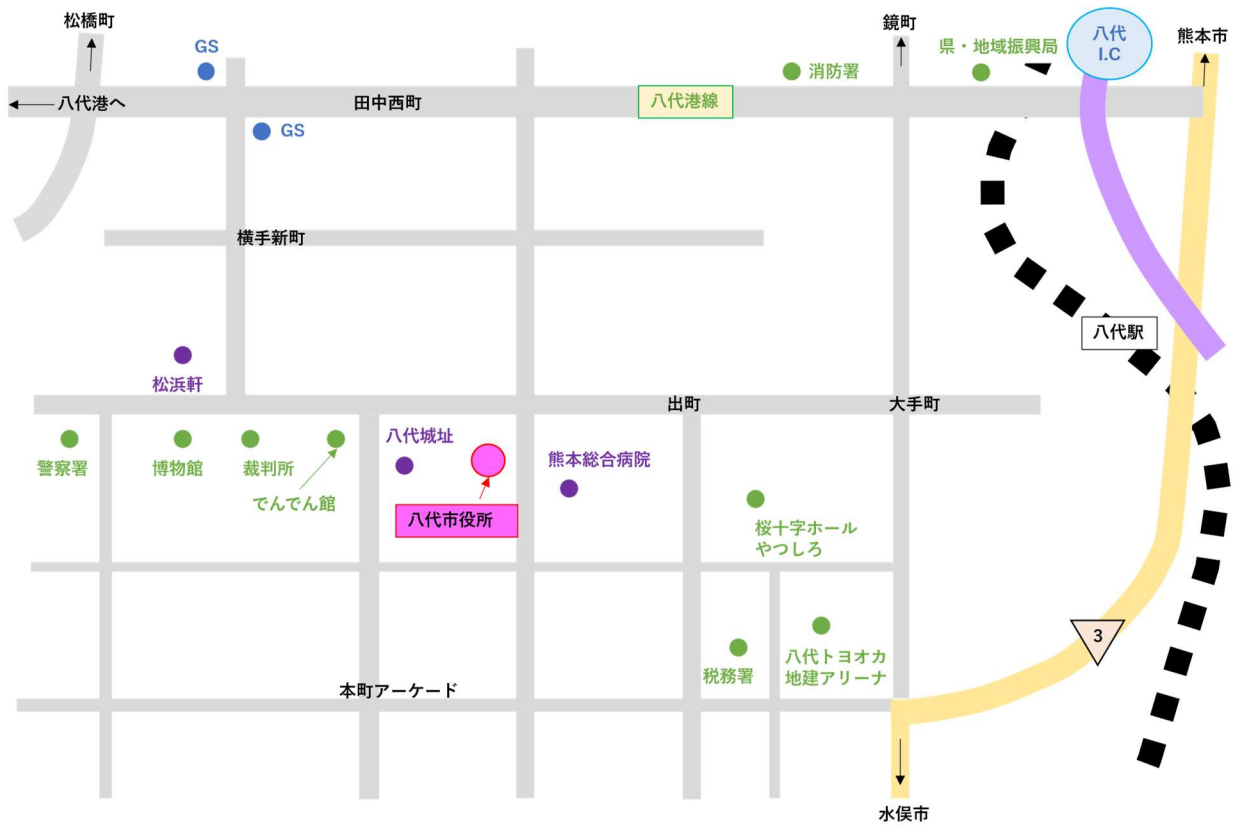 松橋町
GS
鏡町
県・地域振興局
八代
I.C
熊本市
消防署
八代港へ
田中西町
八代港線
GS
横手新町
八代駅
松浜軒
出町
大手町
警察署
博物館
裁判所
でんでん館
八代城址
八代市役所
熊本総合病院
桜十字ホール
やつしろ
3
税務署
八代トヨオカ
地建アリーナ
本町アーケード
水俣市